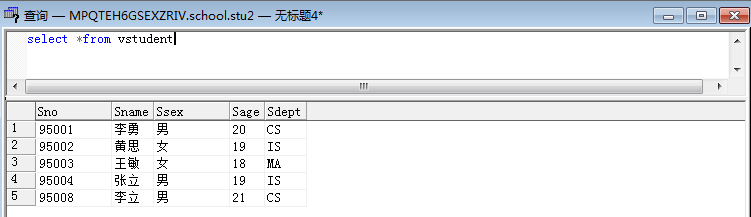 查询 — MPQTEH6GSEXZRIV.school.stu2 — 无标题4*
select *from vstudent
Sno Sname Ssex Sage Sdept
1 95001 李勇 男 20 CS
2 95002 黄思 女 19 IS
3 95003 王敏 女 18 MA
4 95004 张立 男 19 IS
5 95008 李立 男 21 CS